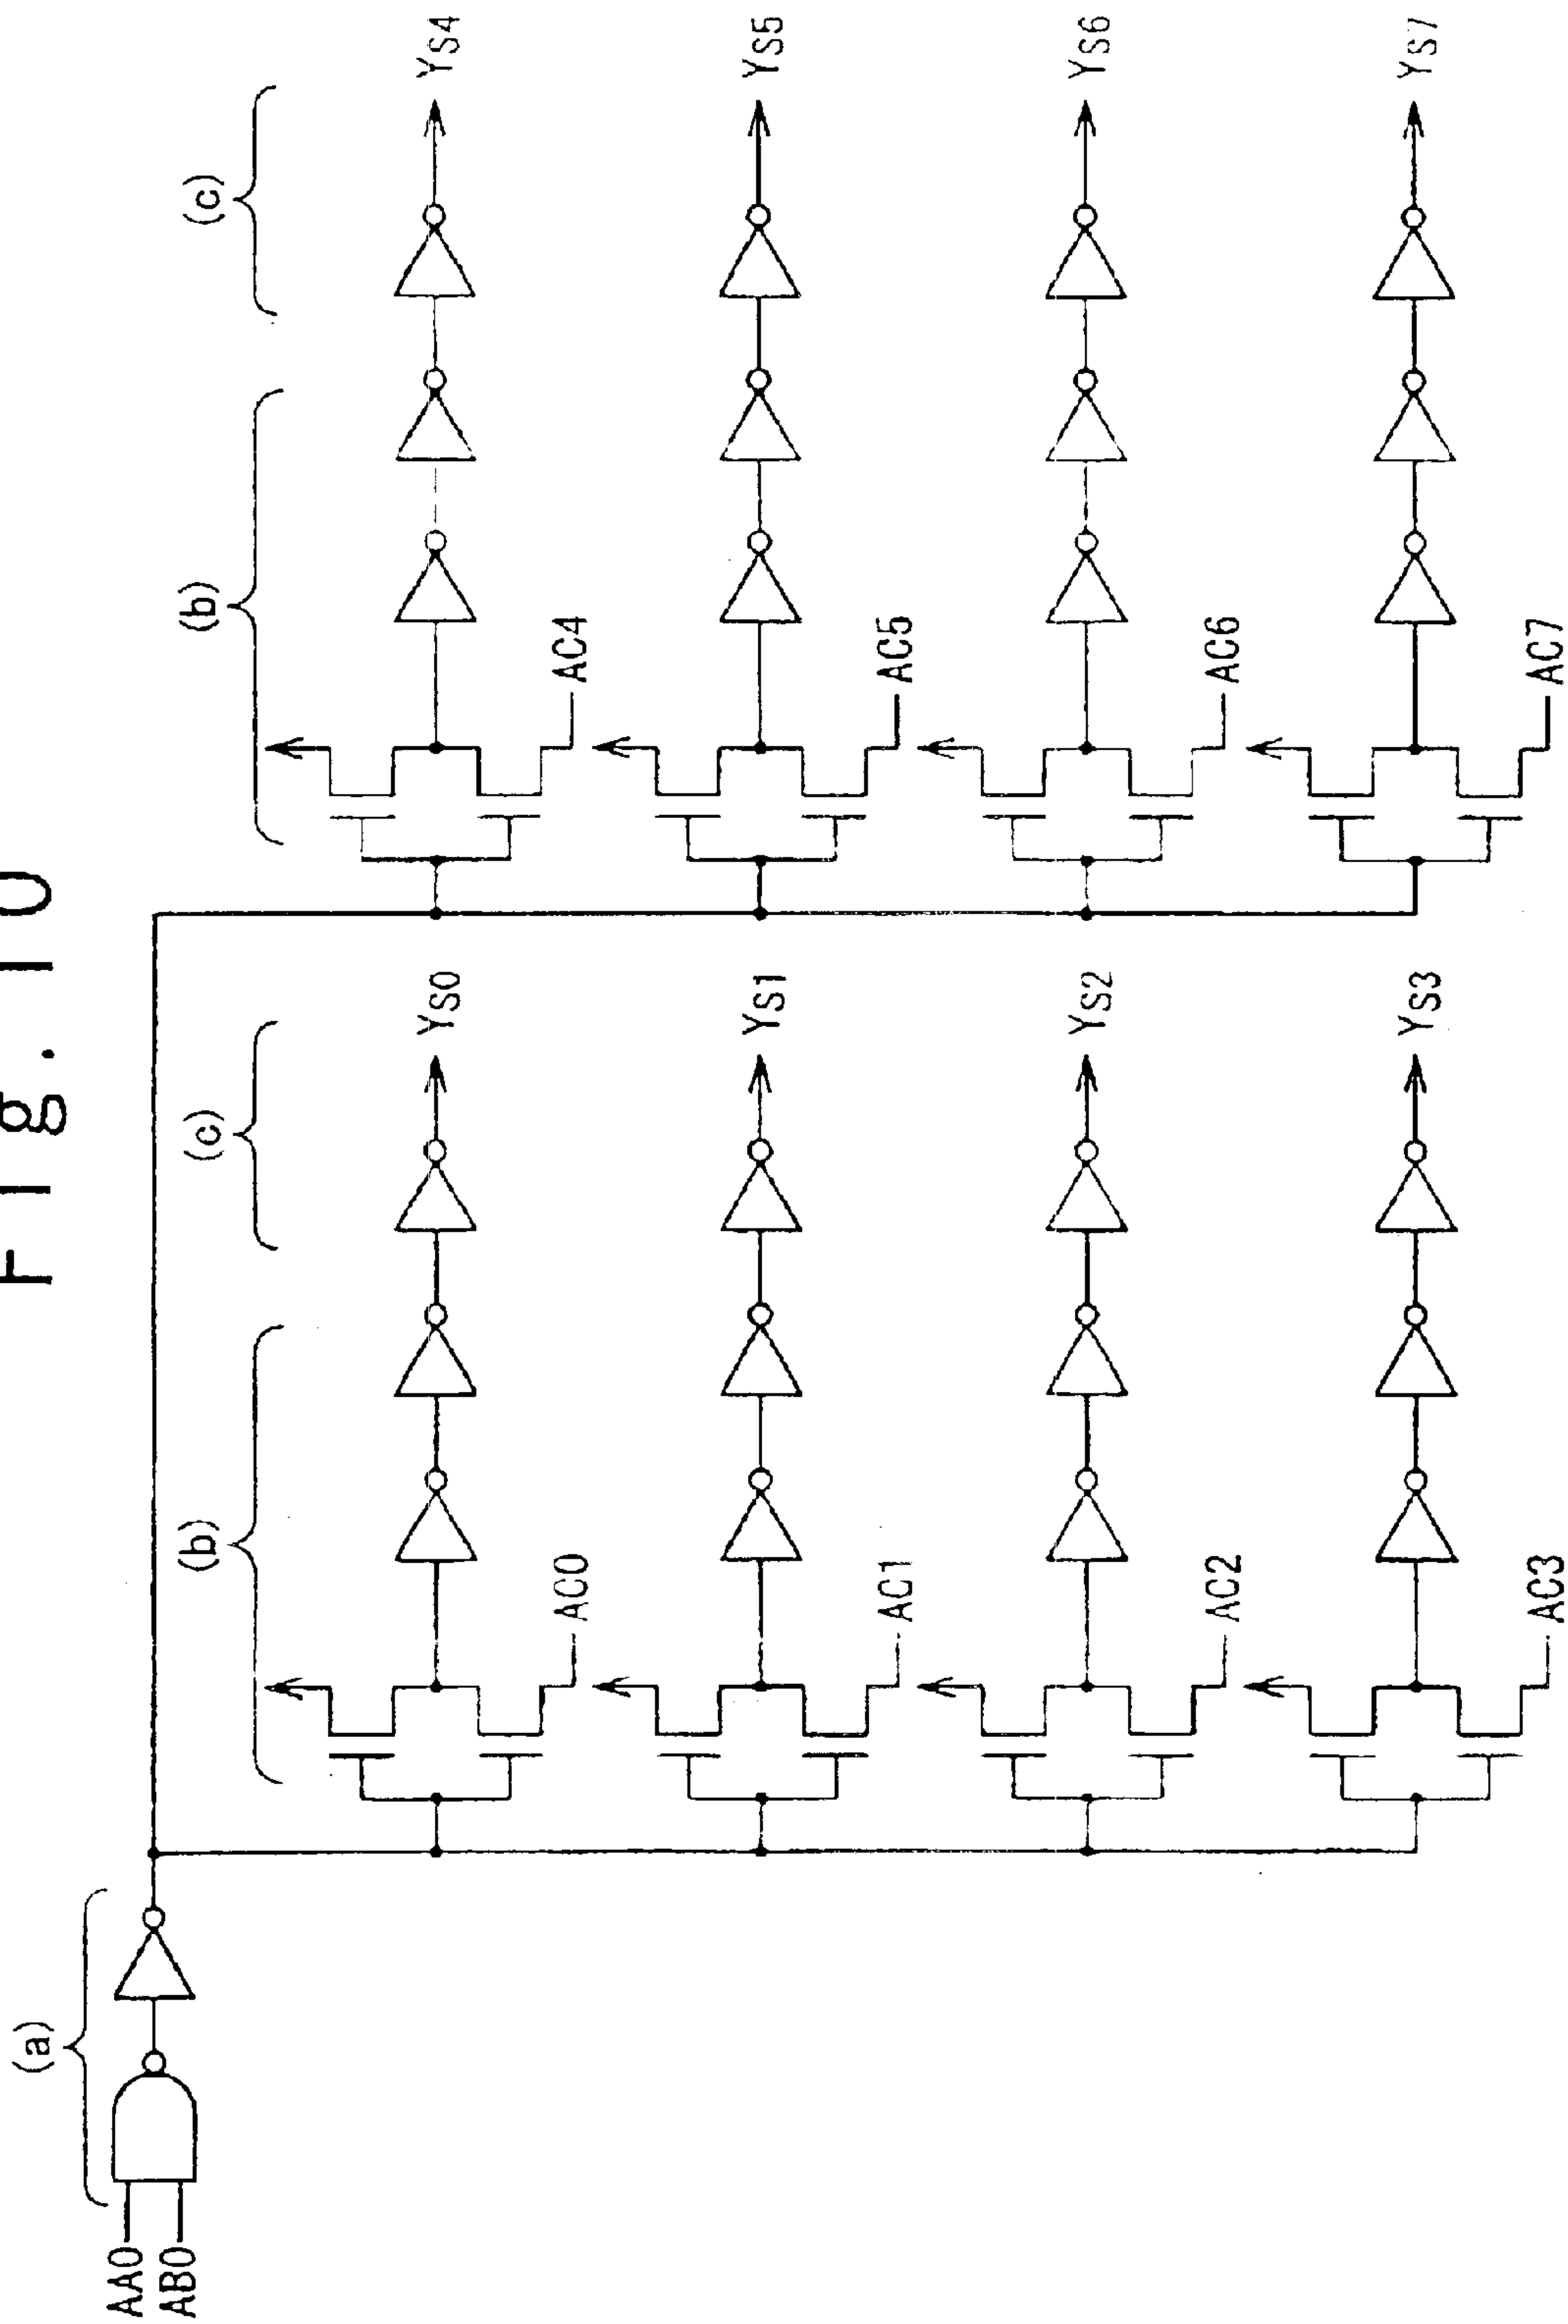 Fig. 10
(a)
AA0
AB0
(b)
(c)
AC0
YS0
AC1
YS1
AC2
YS2
AC3
YS3
(b)
(c)
AC4
YS4
AC5
YS5
AC6
YS6
AC7
YS7